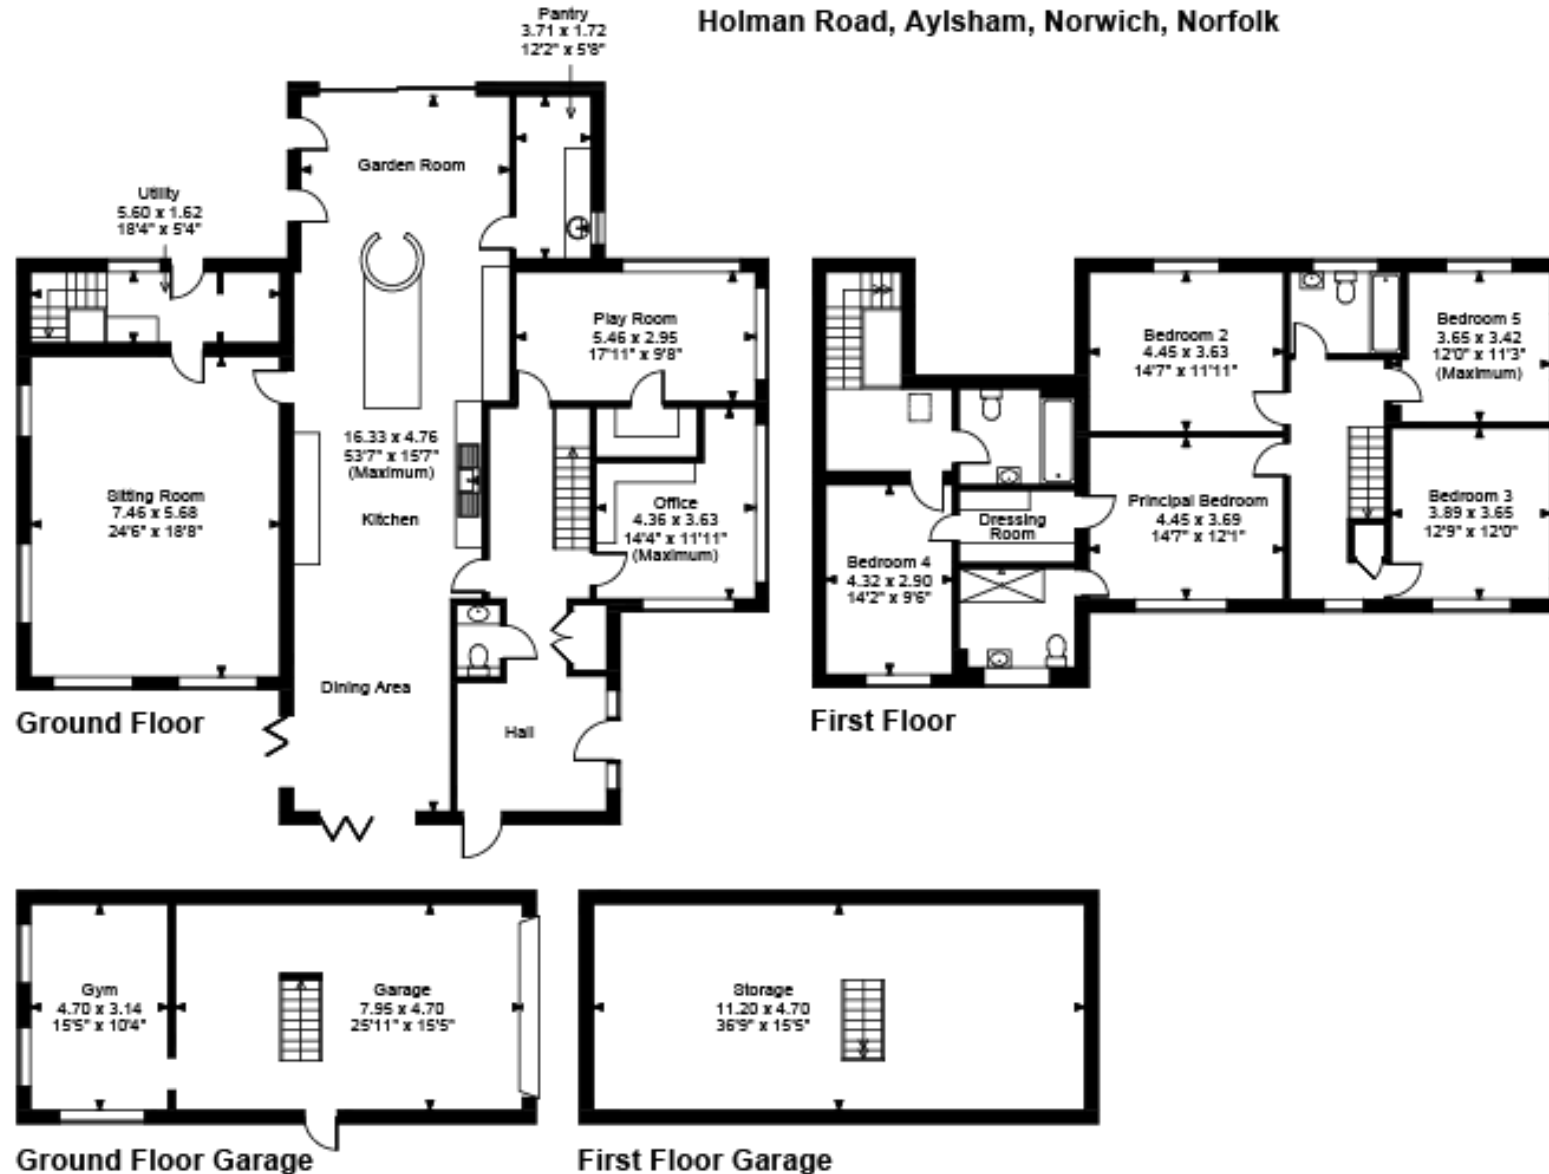 Holman Road, Aylsham, Norwich, Norfolk
Pantry
3.71 x 1.72
12'2" x 5'8"
Garden Room
Utility
5.60 x 1.62
18'4" x 5'4"
Play Room
5.46 x 2.95
17'11" x 9'8"
16.33 x 4.76
53'7" x 15'7"
(Maximum)
Kitchen
Sitting Room
7.46 x 5.68
24'6" x 18'8"
Office
4.36 x 3.63
14'4" x 11'11"
(Maximum)
Dining Area
Hall
Ground Floor
Bedroom 2
4.45 x 3.63
14'7" x 11'11"
Bedroom 5
3.65 x 3.42
12'0" x 11'3"
(Maximum)
Principal Bedroom
4.45 x 3.69
14'7" x 12'1"
Bedroom 3
3.89 x 3.65
12'9" x 12'0"
Dressing
Room
Bedroom 4
4.32 x 2.90
14'2" x 9'6"
First Floor
Gym
4.70 x 3.14
15'5" x 10'4"
Garage
7.95 x 4.70
25'11" x 15'5"
Storage
11.20 x 4.70
36'9" x 15'5"
Ground Floor Garage
First Floor Garage